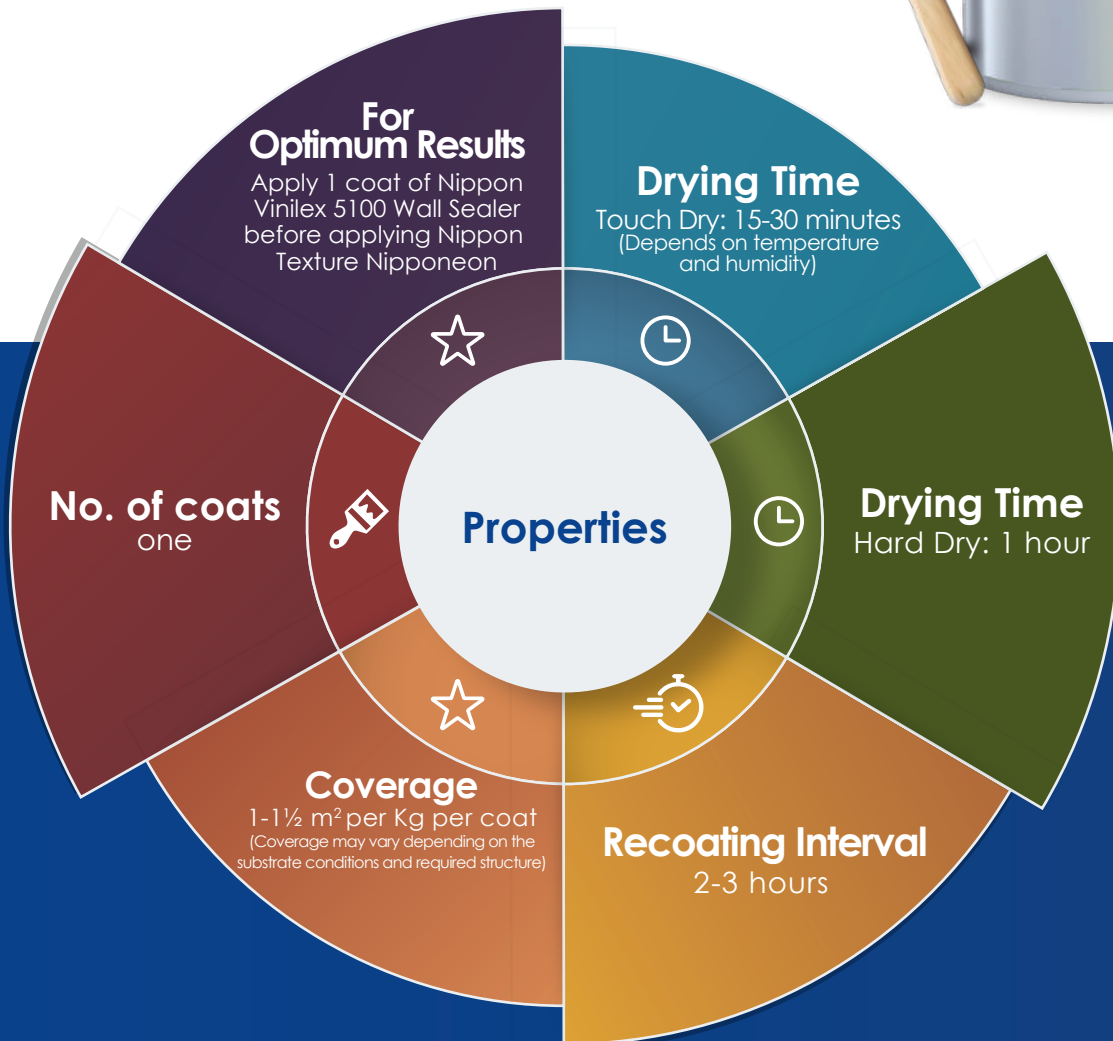 For
Optimum Results
Apply 1 coat of Nippon
Vinilex 5100 Wall Sealer
before applying Nippon
Texture Nipponeon
Drying Time
Touch Dry: 15-30 minutes
(Depends on temperature
and humidity)
Drying Time
Hard Dry: 1 hour
Recoating Interval
2-3 hours
Coverage
1-1½ m² per Kg per coat
(Coverage may vary depending on the
substrate conditions and required structure)
No. of coats
one
Properties